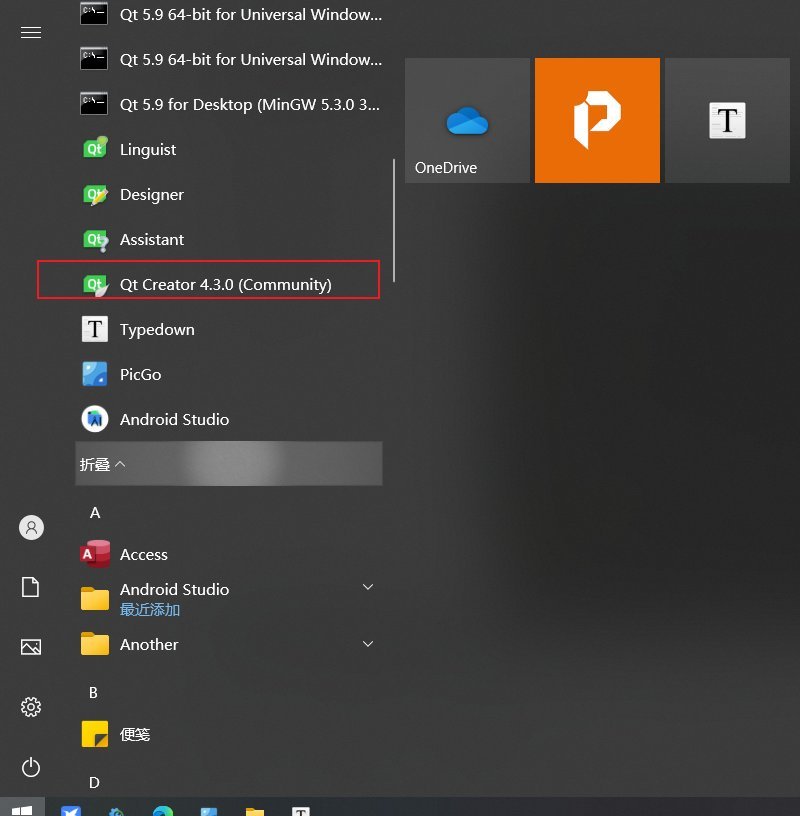 Qt 5.9 64-bit for Universal Window...
Qt 5.9 64-bit for Universal Window...
Qt 5.9 for Desktop (MinGW 5.3.0 3...
Linguist
Designer
Assistant
Qt Creator 4.3.0 (Community)
Typedown
PicGo
Android Studio
折叠
A
Access
Android Studio
最近添加
Another
B
便笺
D
OneDrive